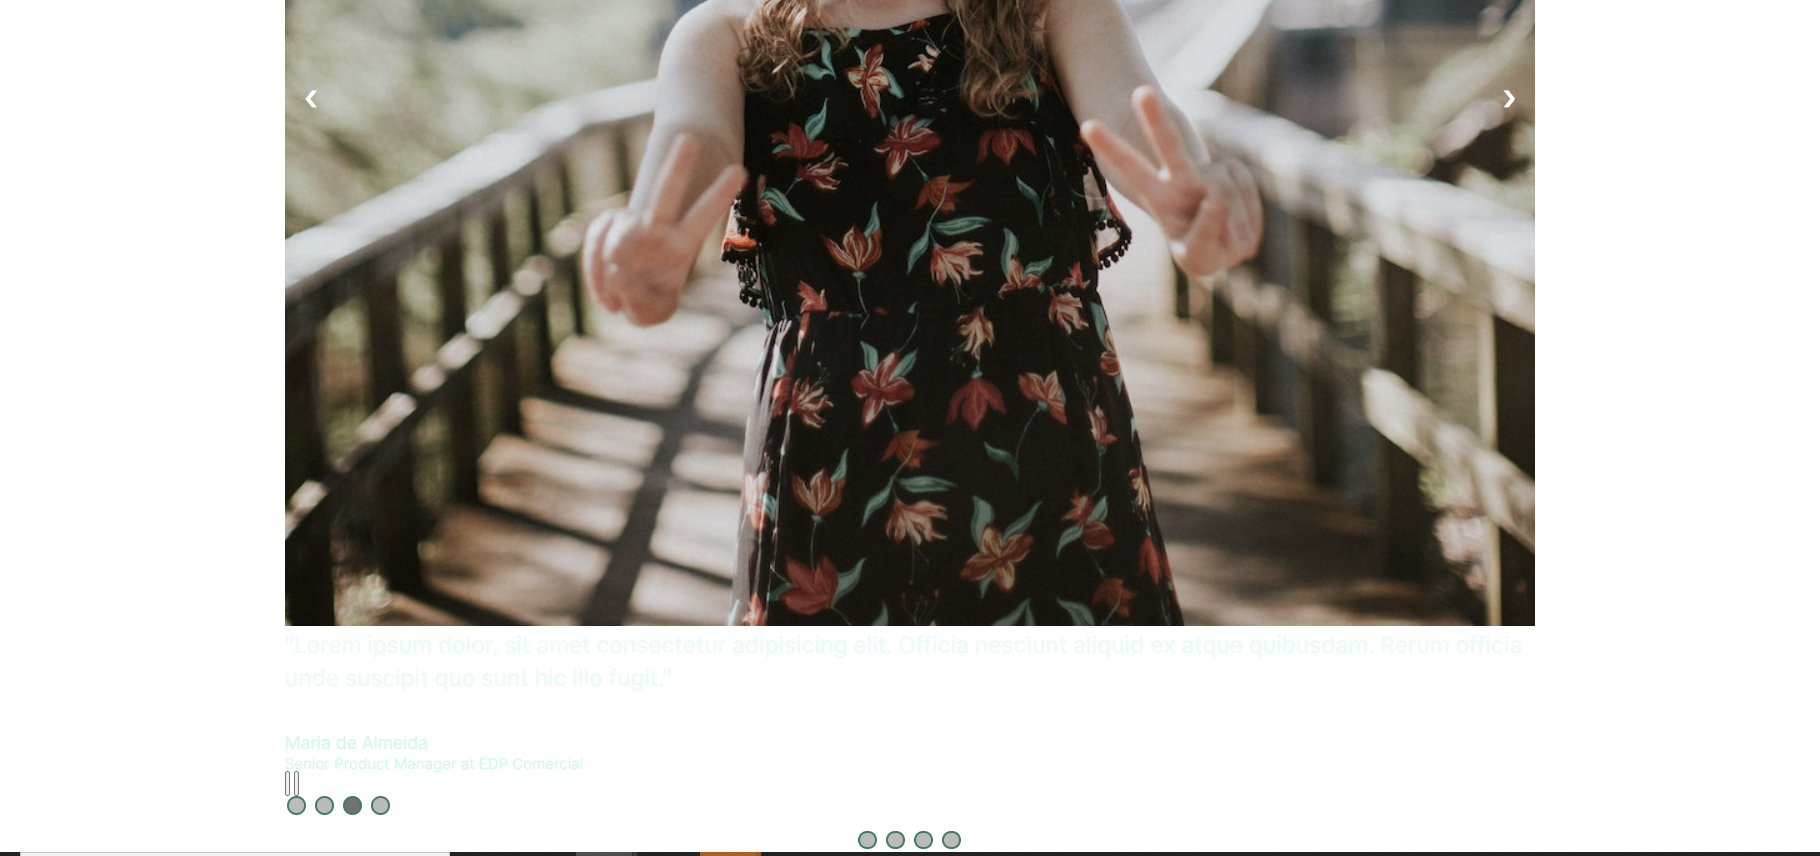 "Lorem ipsum dolor, sit amet consectetur adipisicing elit. Officia nesciunt aliquid ex atque quibusdam. Rerum officia
unde suscipit quo sunt hic illo fugit."
Maria de Almeida
Senior Product Manager at EDP Comercial